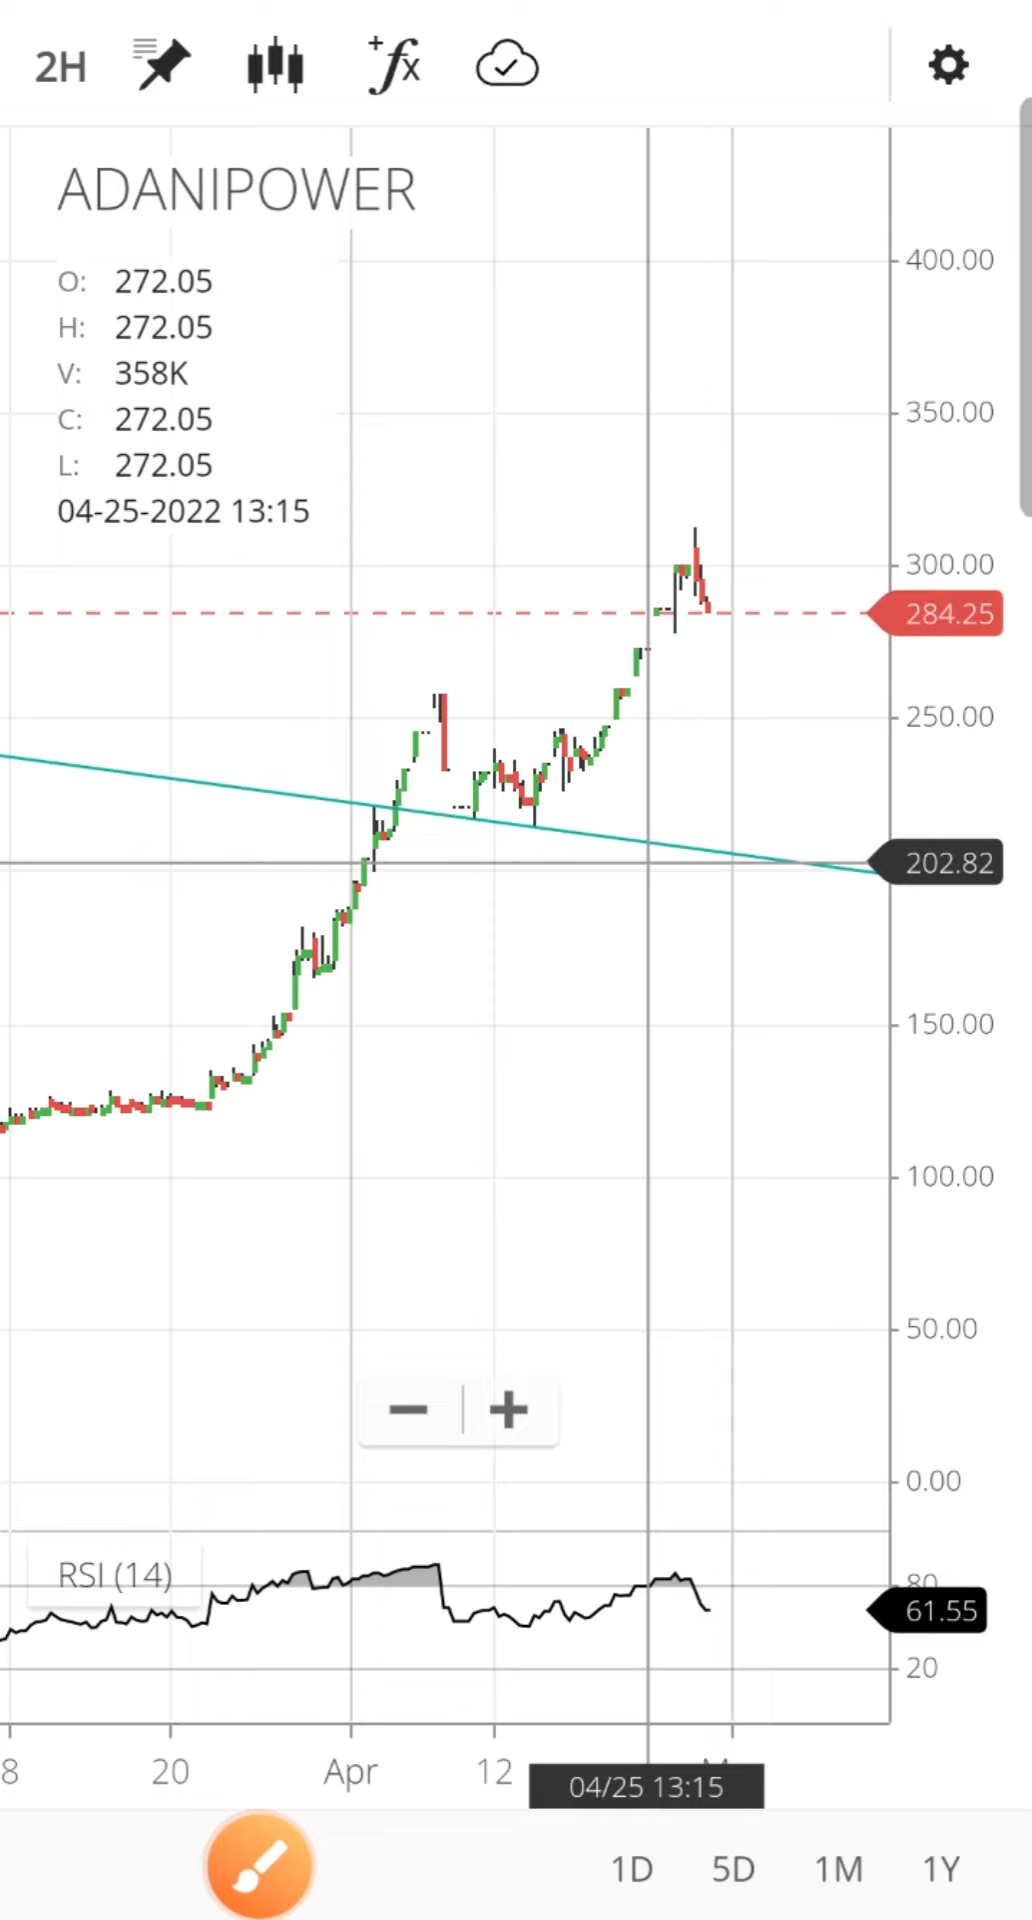 2H
+fx
ADANIPOWER
O: 272.05
H: 272.05
V: 358K
C: 272.05
L: 272.05
04-25-2022 13:15
400.00
350.00
300.00
284.25
250.00
202.82
150.00
100.00
50.00
0.00
RSI (14)
80
61.55
20
8 20 Apr 12
04/25 13:15
1D 5D 1M 1Y